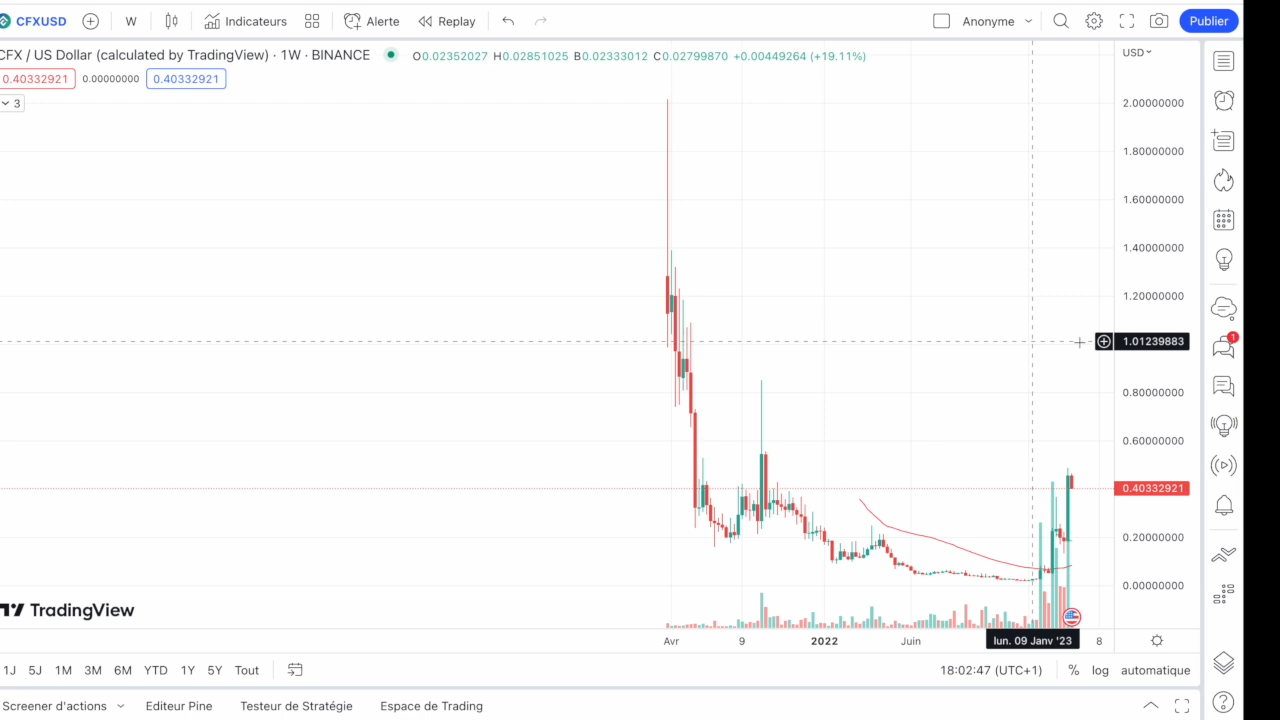 CFXUSD W Indicateurs Alerte Replay Anonyme Publier
CFX / US Dollar (calculated by TradingView) · 1W · BINANCE O0.02352027 H0.02851025 B0.02333012 C0.02799870 +0.00449264 (+19.11%) USD
0.40332921 0.00000000 0.40332921
3
2.00000000
1.80000000
1.60000000
1.40000000
1.20000000
1
1.01239883
0.80000000
0.60000000
0.40332921
0.20000000
0.00000000
TradingView
Avr 9 2022 Juin lun. 09 Janv '23 8
1J 5J 1M 3M 6M YTD 1Y 5Y Tout 18:02:47 (UTC+1) % log automatique
Screener d'actions Editeur Pine Testeur de Stratégie Espace de Trading